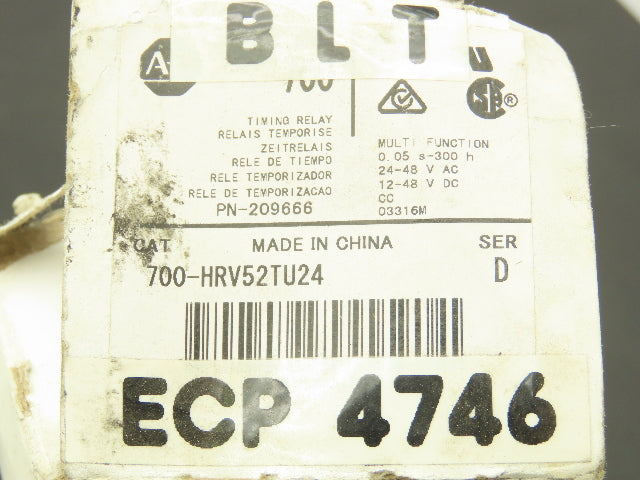 BLT
A
700
TIMING RELAY
RELAIS TEMPORISE
ZEITRELAIS
RELE DE TIEMPO
RELE TEMPORIZADOR
RELE DE TEMPORIZACAO
PN-209666
MULTI FUNCTION
0.05 s-300 h
24-48 V AC
12-48 V DC
CC
03316M
CAT MADE IN CHINA SER
700-HRV52TU24 D
ECP 4746